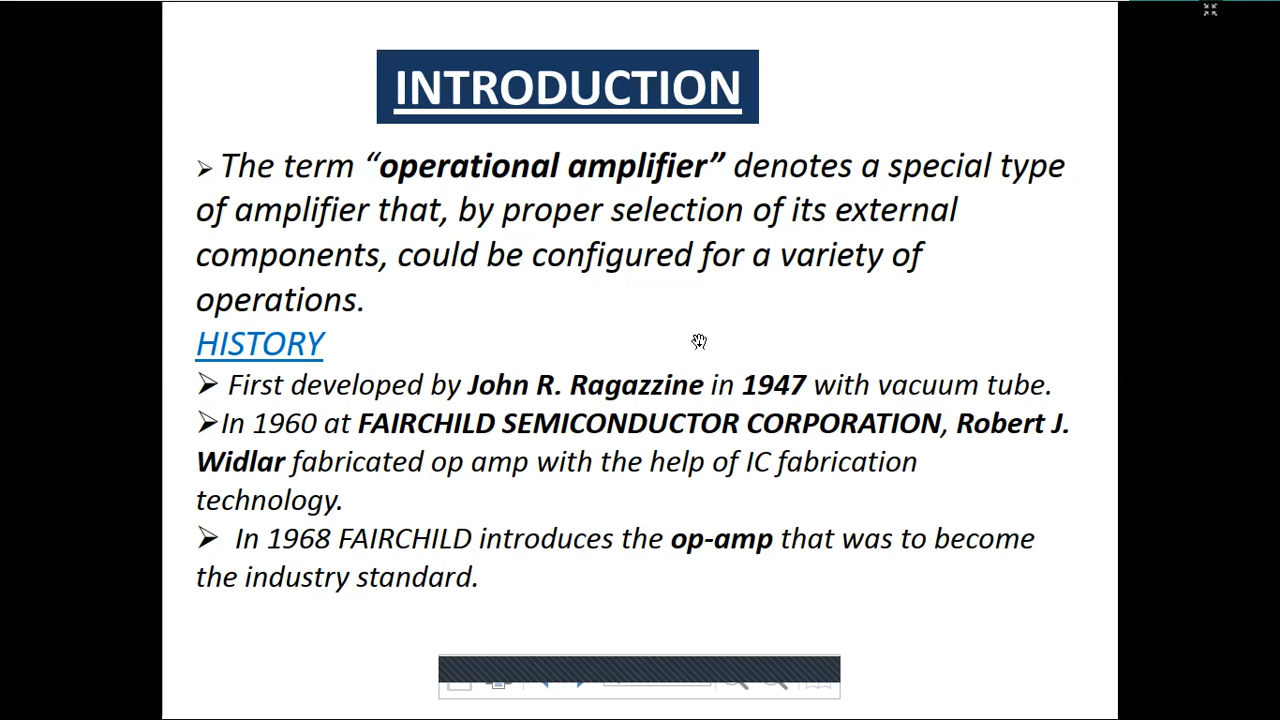 INTRODUCTION
➢ The term “operational amplifier” denotes a special type
of amplifier that, by proper selection of its external
components, could be configured for a variety of
operations.
HISTORY
➢ First developed by John R. Ragazzine in 1947 with vacuum tube.
➢In 1960 at FAIRCHILD SEMICONDUCTOR CORPORATION, Robert J.
Widlar fabricated op amp with the help of IC fabrication
technology.
➢ In 1968 FAIRCHILD introduces the op-amp that was to become
the industry standard.